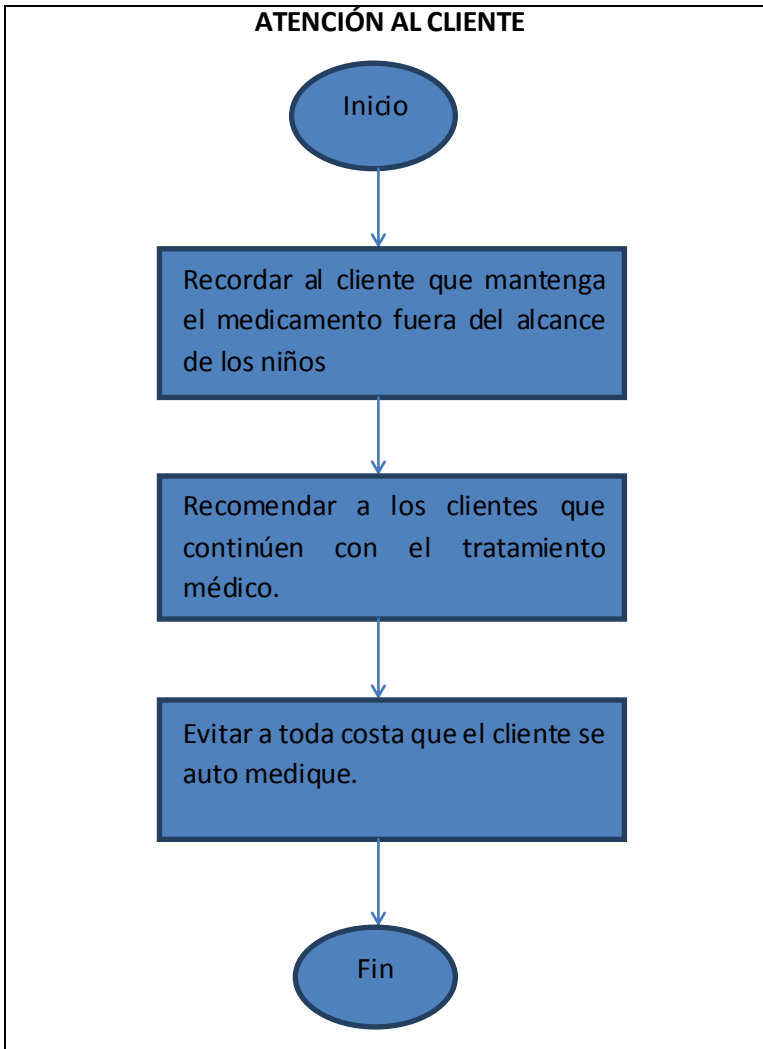 ATENCIÓN AL CLIENTE
Inicio
Recordar al cliente que mantenga
el medicamento fuera del alcance
de los niños
Recomendar a los clientes que
continúen con el tratamiento
médico.
Evitar a toda costa que el cliente se
auto medique.
Fin